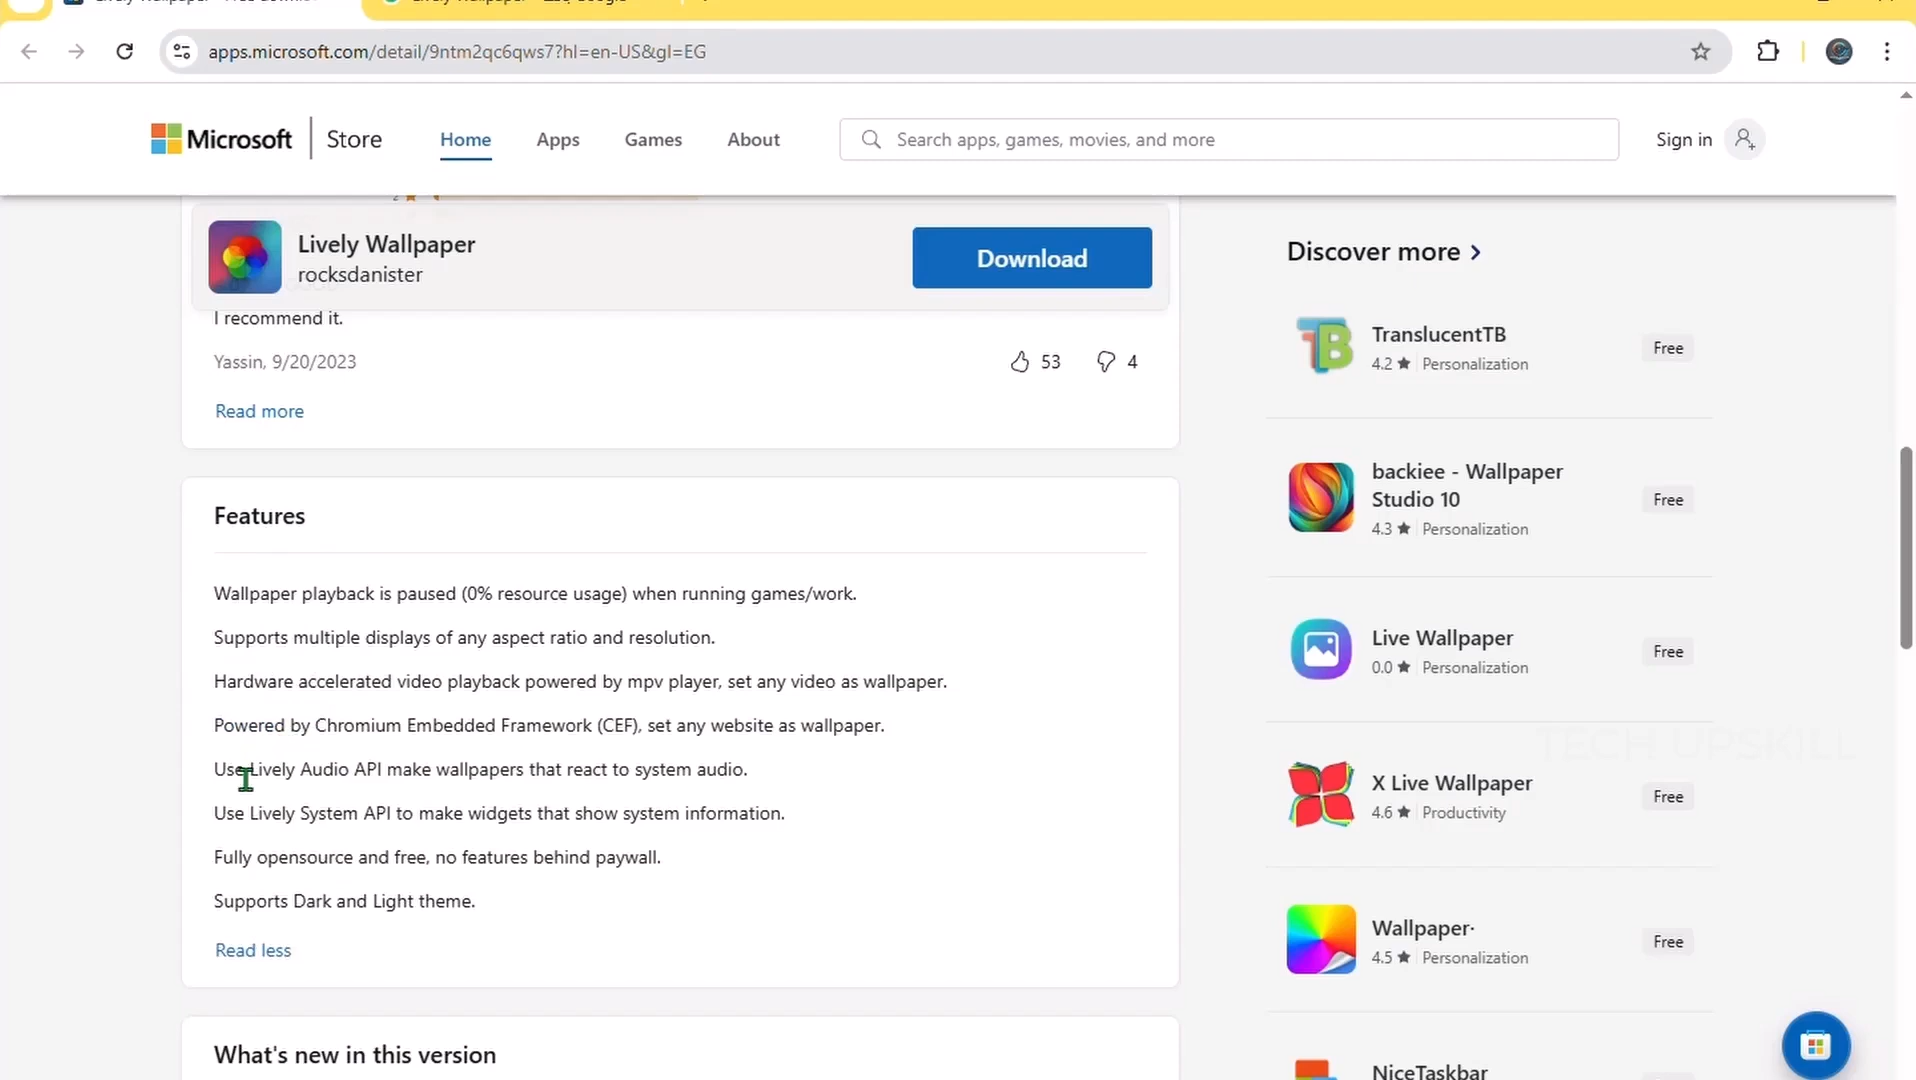 apps.microsoft.com/detail/9ntm2qc6qws7?hl=en-US&gl=EG
Microsoft | Store
Home
Apps
Games
About
Search apps, games, movies, and more
Sign in
Lively Wallpaper
rocksdanister
Download
I recommend it.
Yassin, 9/20/2023
53
4
Read more
Features
Wallpaper playback is paused (0% resource usage) when running games/work.
Supports multiple displays of any aspect ratio and resolution.
Hardware accelerated video playback powered by mpv player, set any video as wallpaper.
Powered by Chromium Embedded Framework (CEF), set any website as wallpaper.
Use Lively Audio API make wallpapers that react to system audio.
Use Lively System API to make widgets that show system information.
Fully opensource and free, no features behind paywall.
Supports Dark and Light theme.
Read less
What's new in this version
Discover more
TranslucentTB
4.2 ★ Personalization
Free
backiee - Wallpaper
Studio 10
4.3 ★ Personalization
Free
Live Wallpaper
0.0 ★ Personalization
Free
TECH UPSKILL
X Live Wallpaper
4.6 ★ Productivity
Free
Wallpaper·
4.5 ★ Personalization
Free
NiceTaskbar